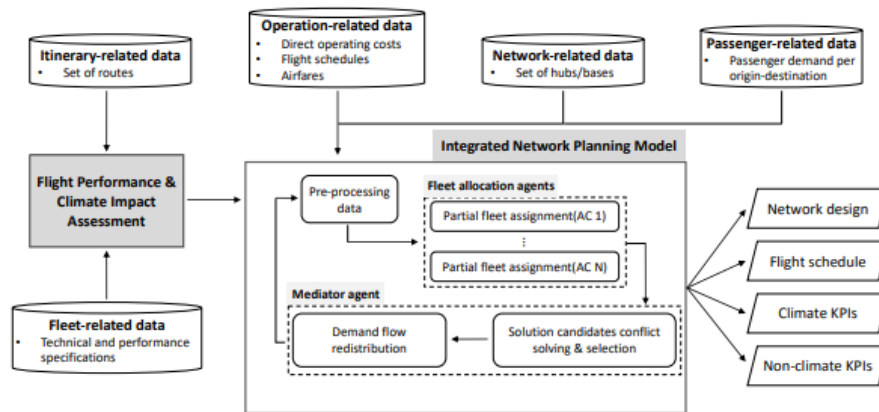 Itinerary-related data
• Set of routes
Operation-related data
• Direct operating costs
• Flight schedules
• Airfares
Network-related data
• Set of hubs/bases
Passenger-related data
• Passenger demand per
origin-destination
Integrated Network Planning Model
Flight Performance &
Climate Impact
Assessment
Pre-processing
data
Fleet allocation agents
Partial fleet assignment(AC 1)
⋮
Partial fleet assignment(AC N)
Mediator agent
Demand flow
redistribution
Solution candidates conflict
solving & selection
Fleet-related data
• Technical and performance
specifications
Network design
Flight schedule
Climate KPIs
Non-climate KPIs